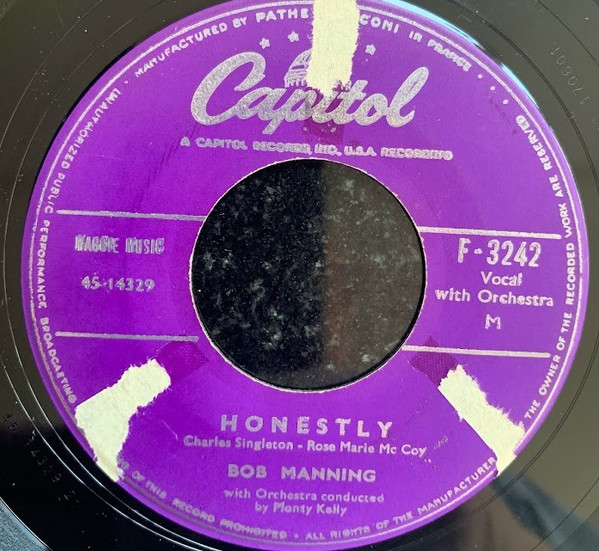 MANUFACTURED BY PATHE CONI IN FRANCE
Capitol
A CAPITOL RECORDS, INC. U.S.A. RECORDING
UNAUTHORIZED PUBLIC PERFORMANCE BROADCASTING
OF THIS RECORD PROHIBITED · ALL RIGHTS OF THE MANUFACTURER
THE OWNER OF THE RECORDED WORK ARE RESERVED
MUSIC
45-14329
F-3242
Vocal
with Orchestra
M
HONESTLY
Charles Singleton - Rose Marie Mc Coy
BOB MANNING
with Orchestra conducted
by Monty Kelly
170601